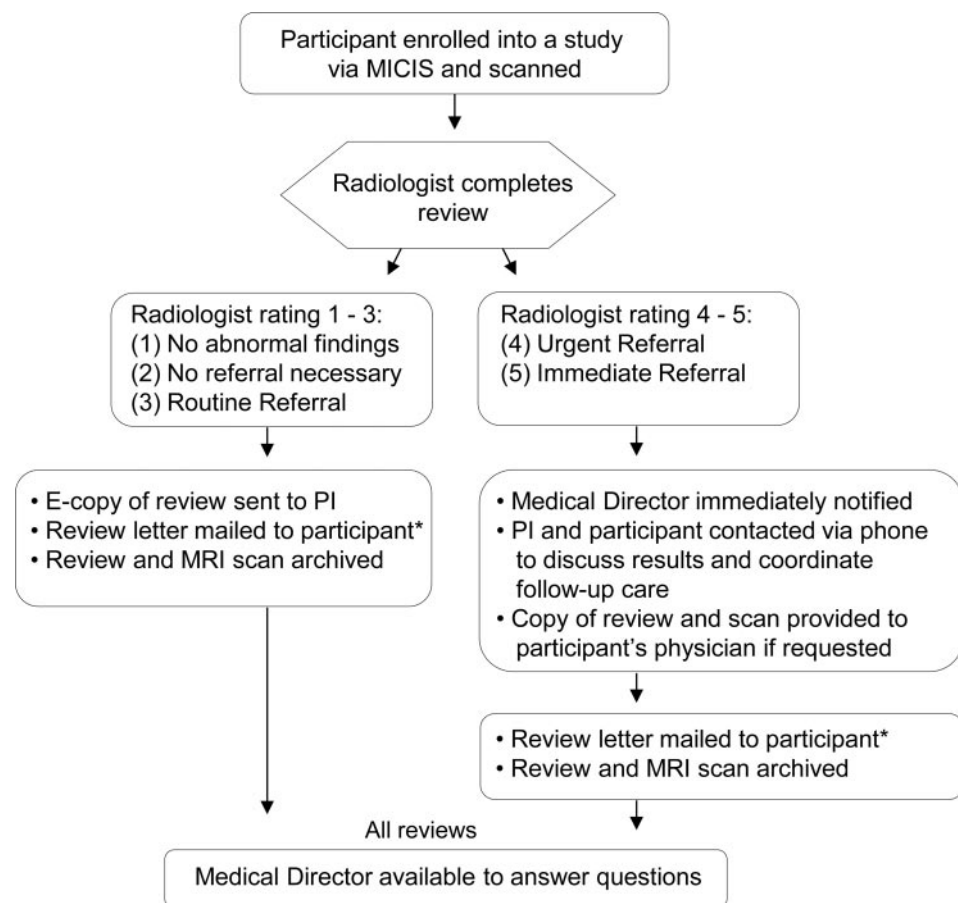 Participant enrolled into a study
via MICIS and scanned
Radiologist completes
review
Radiologist rating 1 - 3:
(1) No abnormal findings
(2) No referral necessary
(3) Routine Referral
Radiologist rating 4 - 5:
(4) Urgent Referral
(5) Immediate Referral
• E-copy of review sent to PI
• Review letter mailed to participant*
• Review and MRI scan archived
• Medical Director immediately notified
• PI and participant contacted via phone
to discuss results and coordinate
follow-up care
• Copy of review and scan provided to
participant's physician if requested
• Review letter mailed to participant*
• Review and MRI scan archived
All reviews
Medical Director available to answer questions